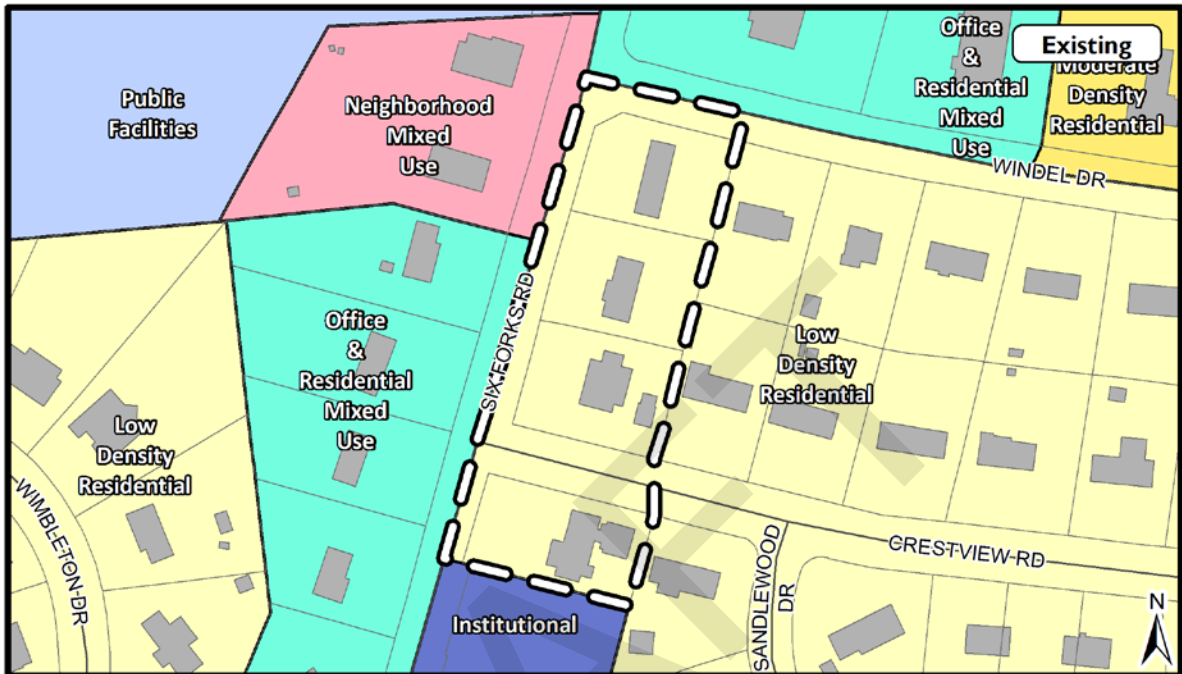 Existing
Public
Facilities
Neighborhood
Mixed
Use
Office
&
Residential
Mixed
Use
Moderate
Density
Residential
WINDEL DR
SIX FORKS RD
Office
&
Residential
Mixed
Use
Low
Density
Residential
Low
Density
Residential
WIMBLETON DR
CRESTVIEW RD
SANDLEWOOD
DR
Institutional
N